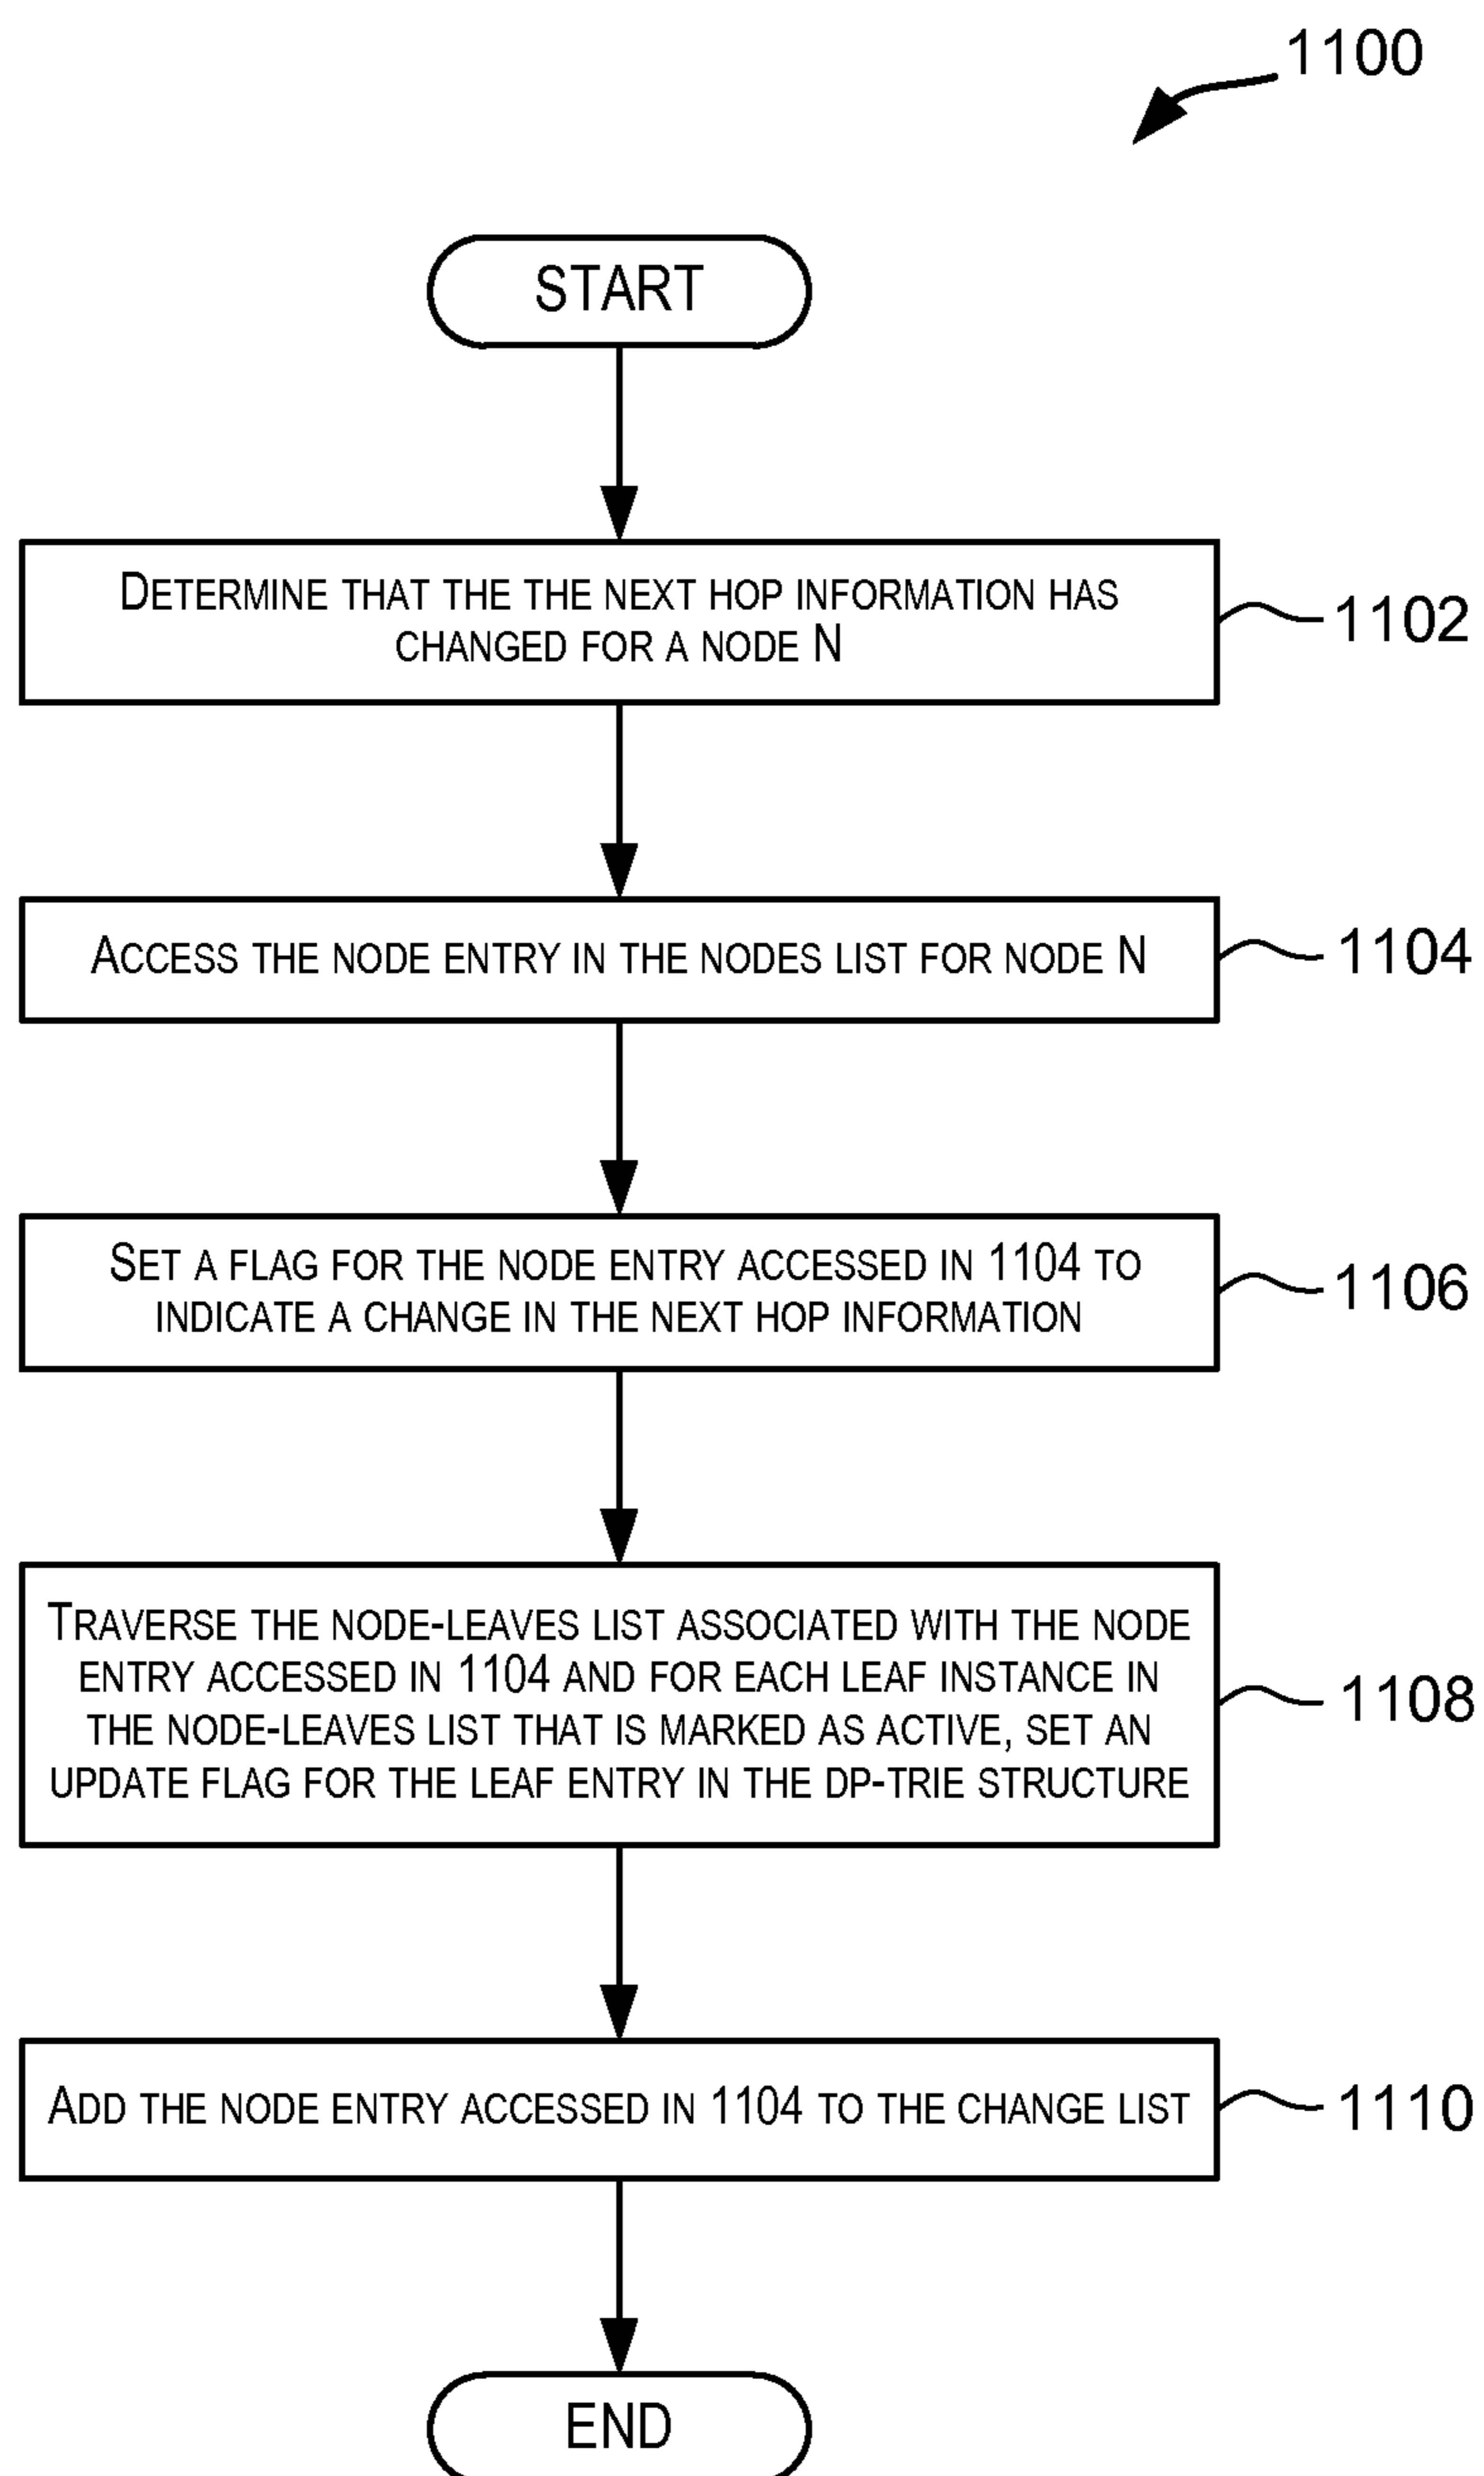 1100
START
DETERMINE THAT THE THE NEXT HOP INFORMATION HAS
CHANGED FOR A NODE N
1102
ACCESS THE NODE ENTRY IN THE NODES LIST FOR NODE N
1104
SET A FLAG FOR THE NODE ENTRY ACCESSED IN 1104 TO
INDICATE A CHANGE IN THE NEXT HOP INFORMATION
1106
TRAVERSE THE NODE-LEAVES LIST ASSOCIATED WITH THE NODE
ENTRY ACCESSED IN 1104 AND FOR EACH LEAF INSTANCE IN
THE NODE-LEAVES LIST THAT IS MARKED AS ACTIVE, SET AN
UPDATE FLAG FOR THE LEAF ENTRY IN THE DP-TRIE STRUCTURE
1108
ADD THE NODE ENTRY ACCESSED IN 1104 TO THE CHANGE LIST
1110
END